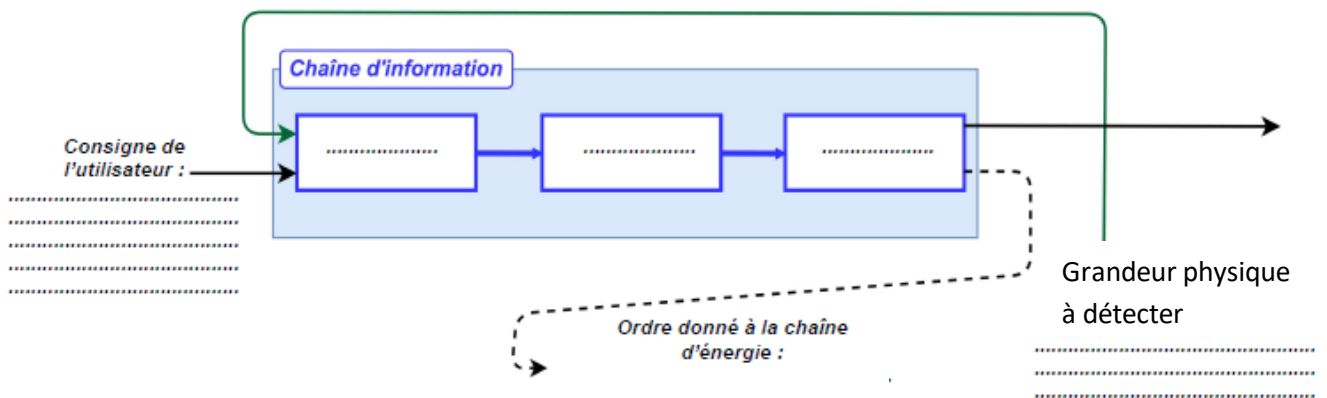 Chaîne d'information
Consigne de
l'utilisateur :
....................
....................
....................
........................................
........................................
........................................
........................................
........................................
Ordre donné à la chaîne
d'énergie :
Grandeur physique
à détecter
..................................................
..................................................
..................................................